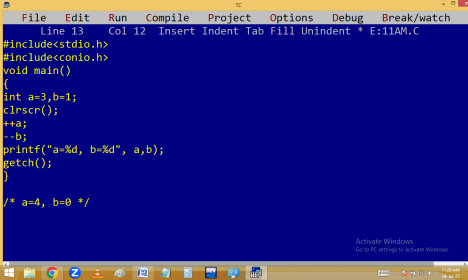 TC
File Edit Run Compile Project Options Debug Break/watch
Line 13 Col 12 Insert Indent Tab Fill Unindent * E:11AM.C
#include<stdio.h>
#include<conio.h>
void main()
{
int a=3,b=1;
clrscr();
++a;
--b;
printf("a=%d, b=%d", a,b);
getch();
}
/* a=4, b=0 */
Activate Windows
Go to PC settings to activate Windows.